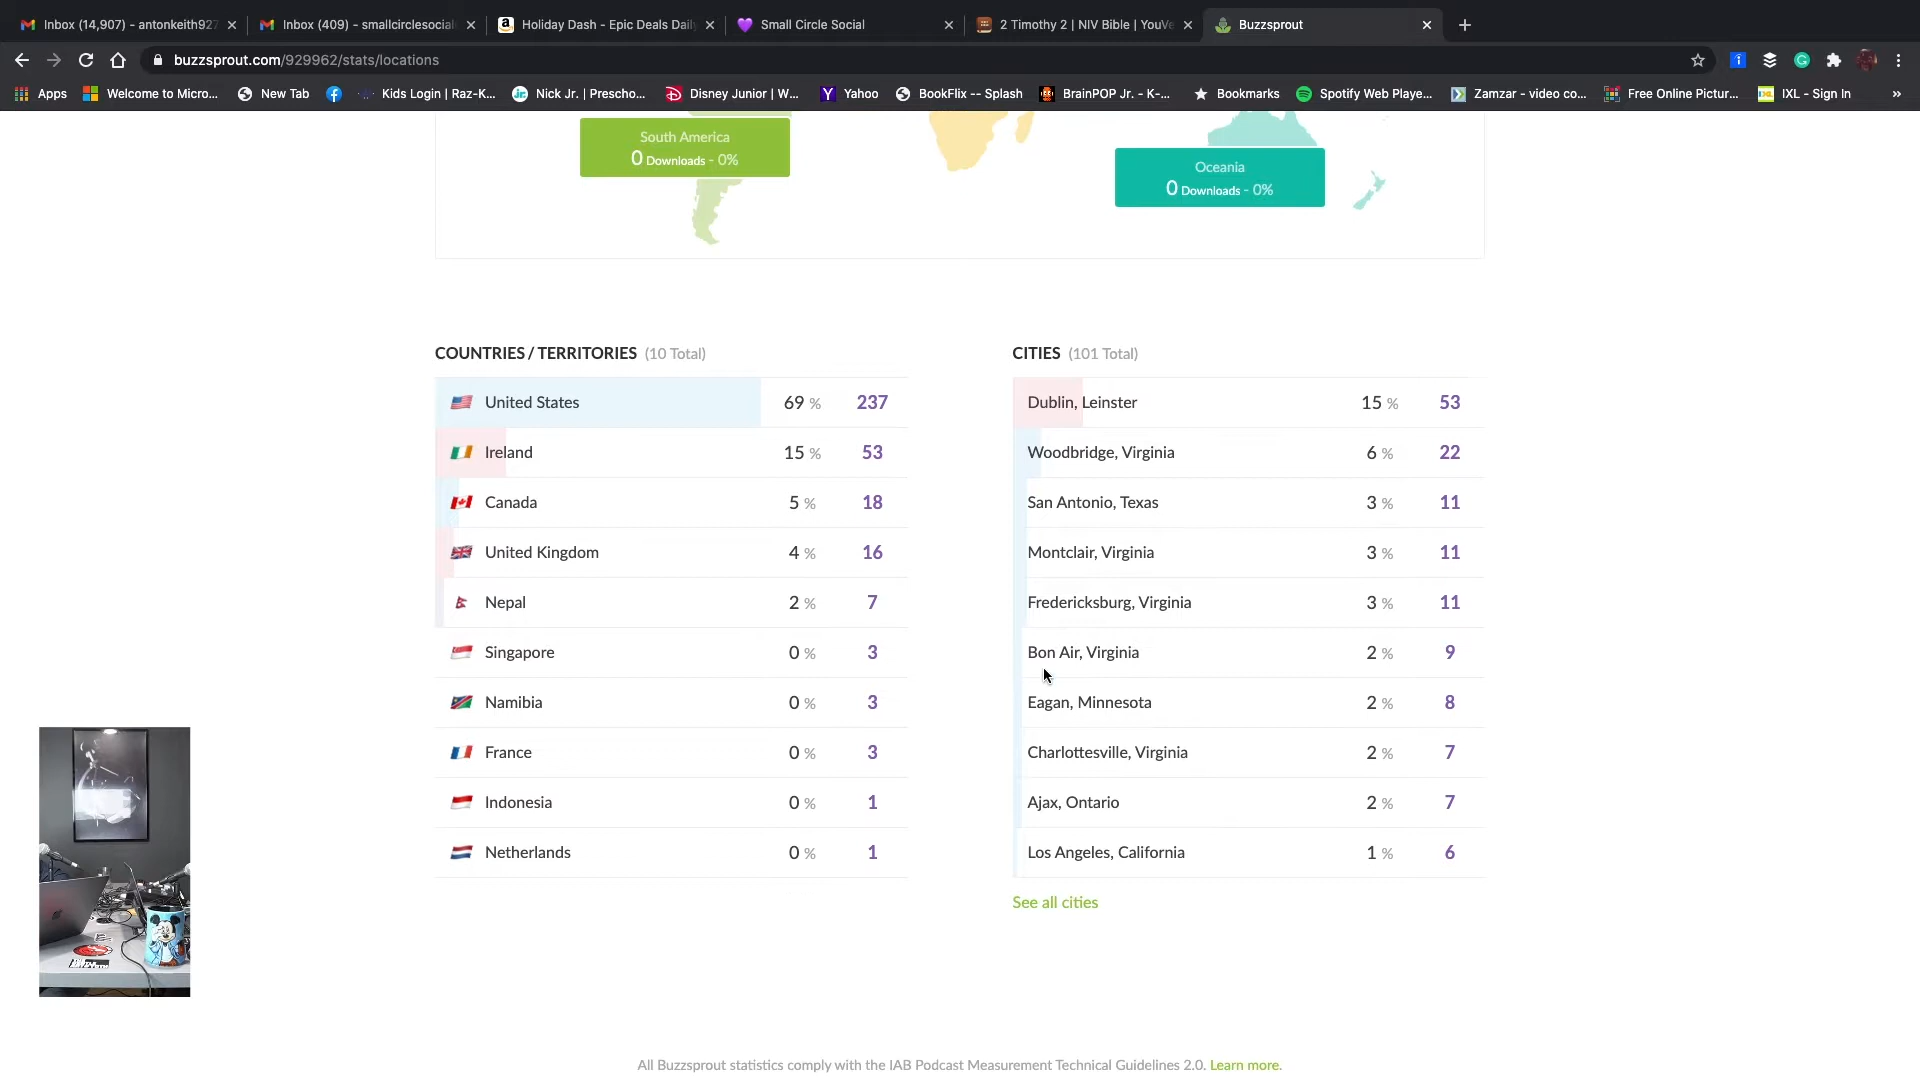 Inbox (14,907) - antonkeith927
Inbox (409) - smallcirclesocial
Holiday Dash - Epic Deals Daily
Small Circle Social
2 Timothy 2 | NIV Bible | YouVe
Buzzsprout
buzzsprout.com/929962/stats/locations
Apps
Welcome to Micro...
New Tab
Kids Login | Raz-K...
Nick Jr. | Prescho...
Disney Junior | W...
Yahoo
BookFlix -- Splash
BrainPOP Jr. - K-...
Bookmarks
Spotify Web Playe...
Zamzar - video co...
Free Online Pictur...
IXL - Sign In
»
South America
0 Downloads - 0%
Oceania
0 Downloads - 0%
COUNTRIES / TERRITORIES (10 Total)
United States 69 % 237
Ireland 15 % 53
Canada 5 % 18
United Kingdom 4 % 16
Nepal 2 % 7
Singapore 0 % 3
Namibia 0 % 3
France 0 % 3
Indonesia 0 % 1
Netherlands 0 % 1
CITIES (101 Total)
Dublin, Leinster 15 % 53
Woodbridge, Virginia 6 % 22
San Antonio, Texas 3 % 11
Montclair, Virginia 3 % 11
Fredericksburg, Virginia 3 % 11
Bon Air, Virginia 2 % 9
Eagan, Minnesota 2 % 8
Charlottesville, Virginia 2 % 7
Ajax, Ontario 2 % 7
Los Angeles, California 1 % 6
See all cities
All Buzzsprout statistics comply with the IAB Podcast Measurement Technical Guidelines 2.0. Learn more.